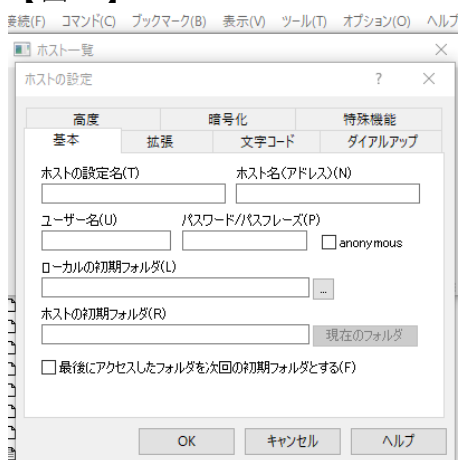 接続(F) コマンド(C) ブックマーク(B) 表示(V) ツール(T) オプション(O)
ホスト一覧
ホストの設定
高度 暗号化 特殊機能
基本 拡張 文字コード ダイアルアップ
ホストの設定名(T) ホスト名(アドレス)(N)
ユーザー名(U) パスワード/パスフレーズ(P)
anonymous
ローカルの初期フォルダ(L)
...
ホストの初期フォルダ(R)
現在のフォルダ
最後にアクセスしたフォルダを次回の初期フォルダとする(F)
OK キャンセル ヘルプ